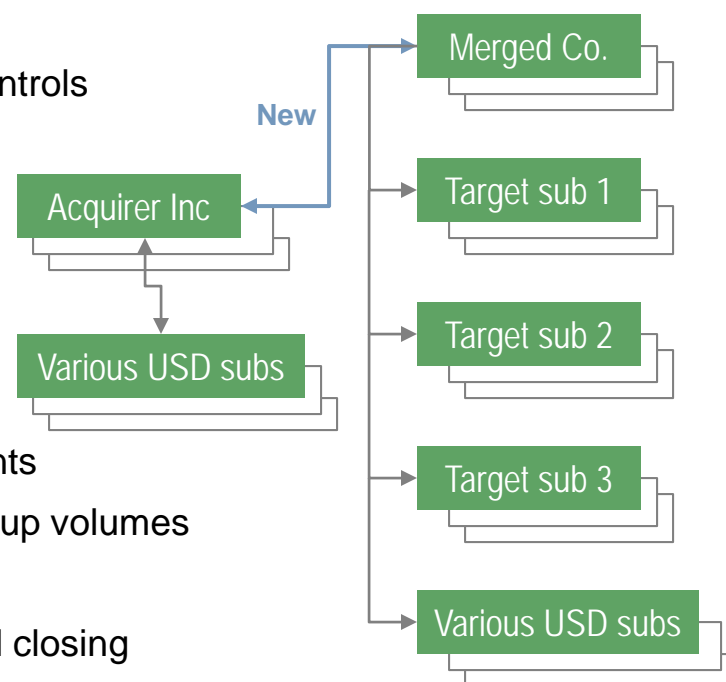 Merged Co.
ntrols
New
Target sub 1
Acquirer Inc
Target sub 2
Various USD subs
nts
Target sub 3
up volumes
Various USD subs
closing